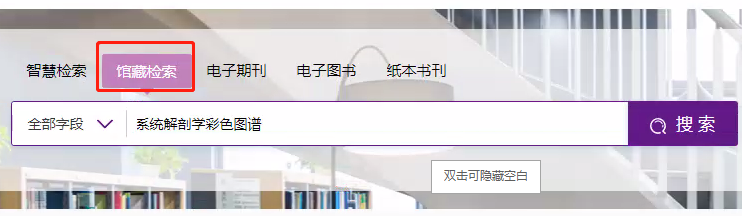 智慧检索 馆藏检索 电子期刊 电子图书 纸本书刊
全部字段 系统解剖学彩色图谱 搜索
双击可隐藏空白